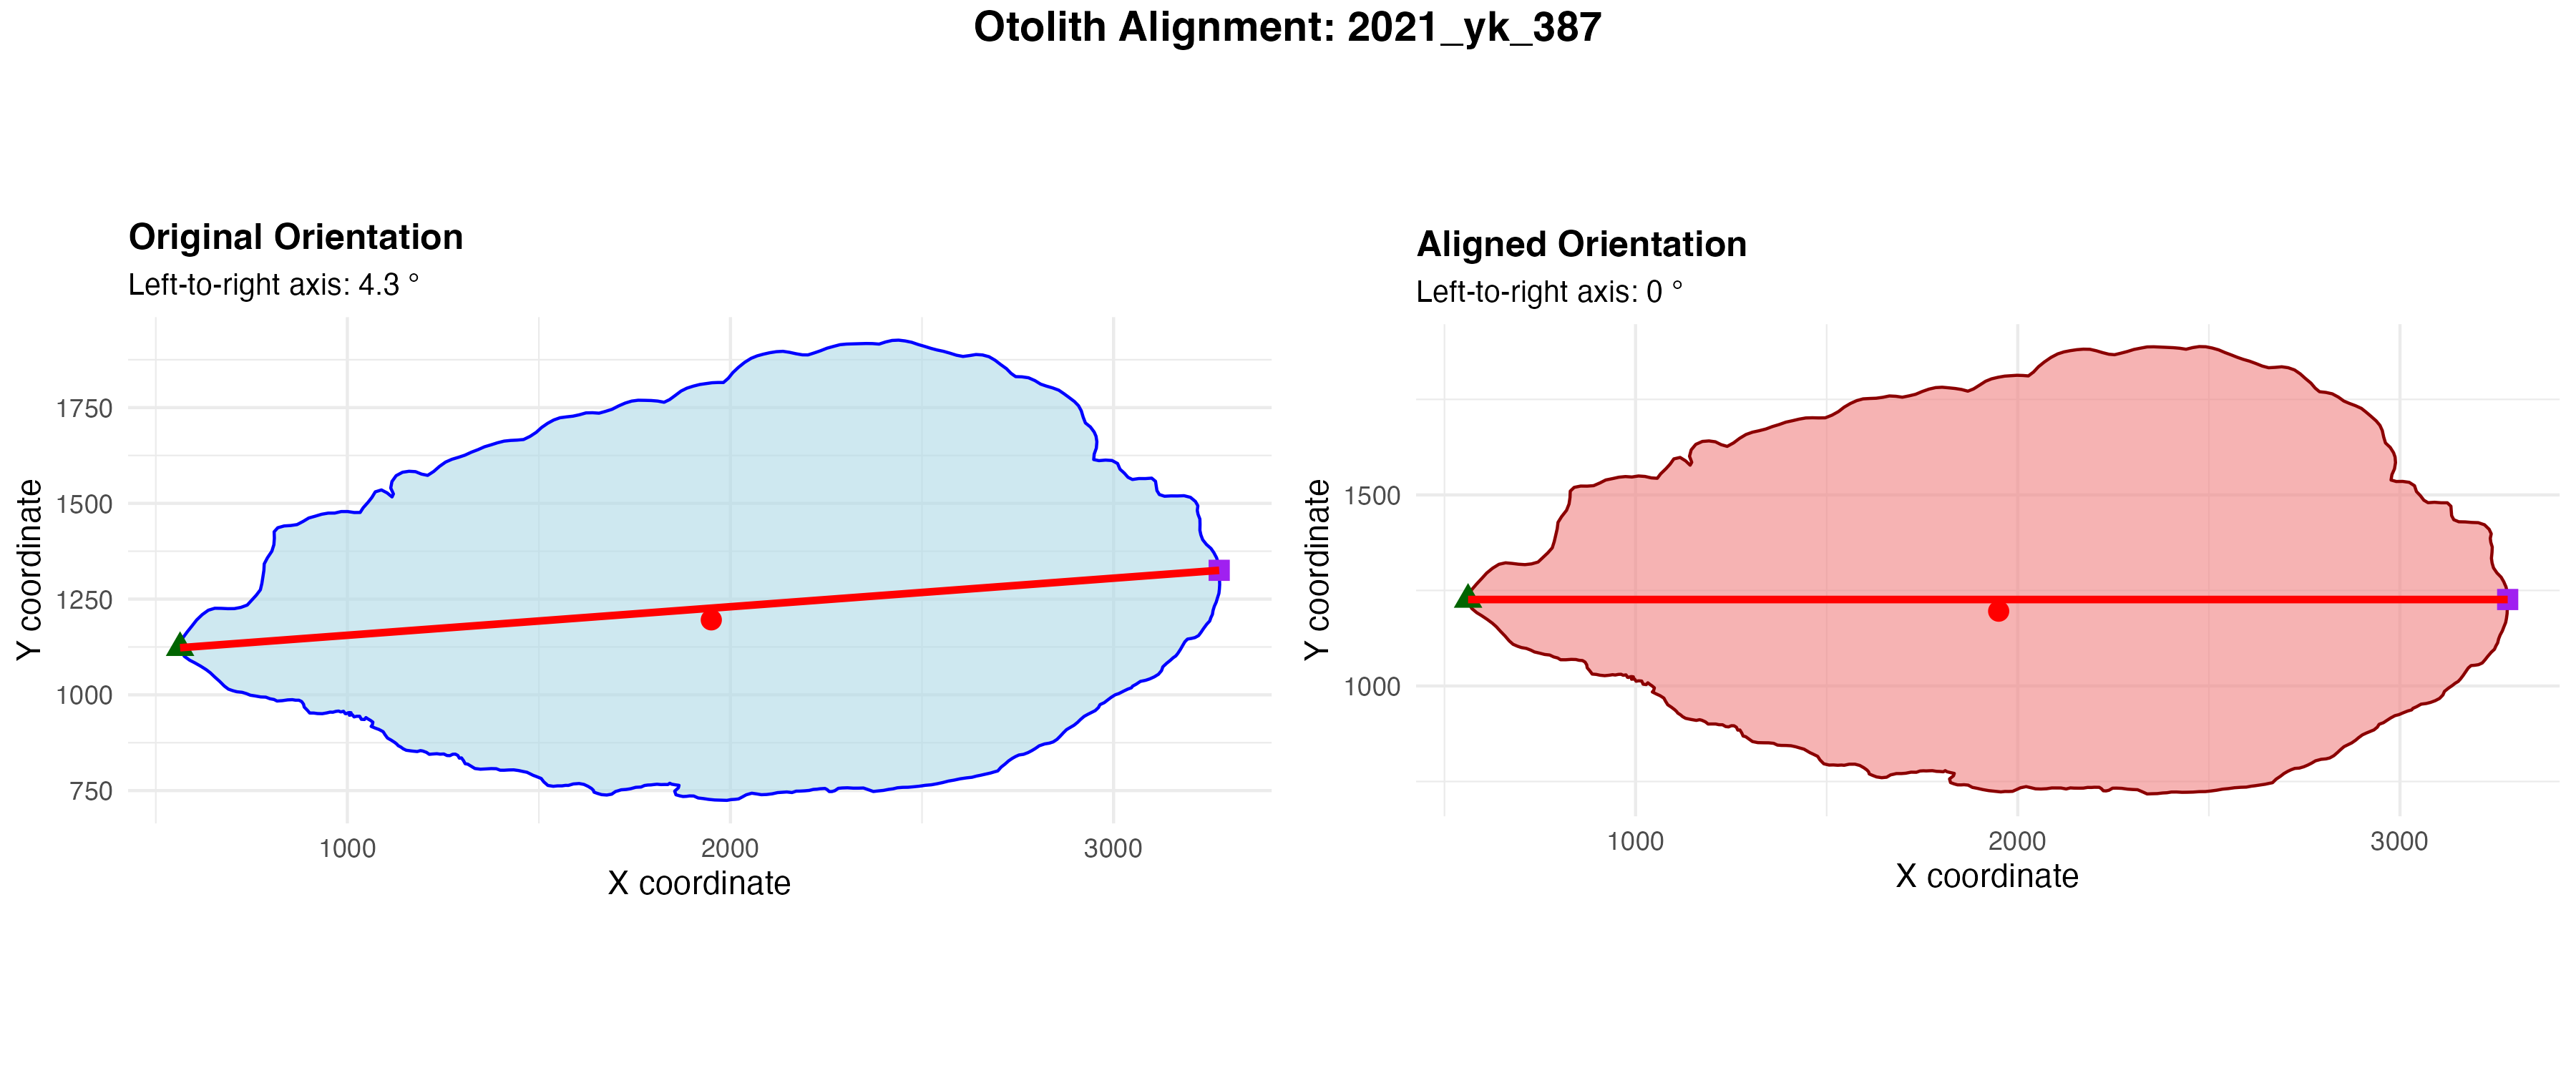 Otolith Alignment: 2021_yk_387
Original Orientation
Left-to-right axis: 4.3 °
Y coordinate
1750
1500
1250
1000
750
1000 2000 3000
X coordinate
Aligned Orientation
Left-to-right axis: 0 °
Y coordinate
1500
1000
1000 2000 3000
X coordinate